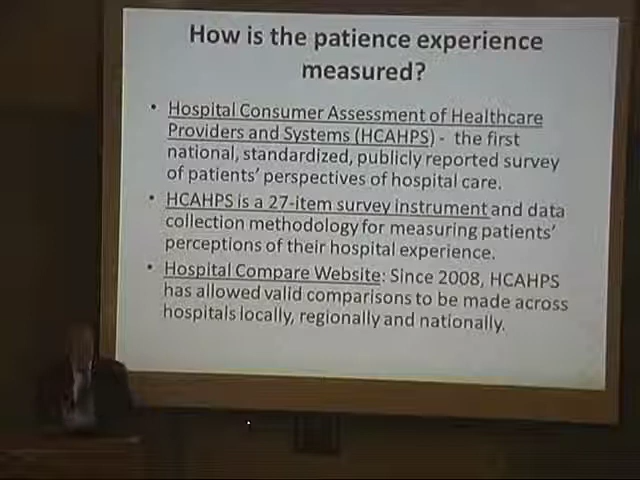 How is the patience experience
measured?
• Hospital Consumer Assessment of Healthcare
Providers and Systems (HCAHPS) - the first
national, standardized, publicly reported survey
of patients' perspectives of hospital care.
• HCAHPS is a 27-item survey instrument and data
collection methodology for measuring patients'
perceptions of their hospital experience.
• Hospital Compare Website: Since 2008, HCAHPS
has allowed valid comparisons to be made across
hospitals locally, regionally and nationally.